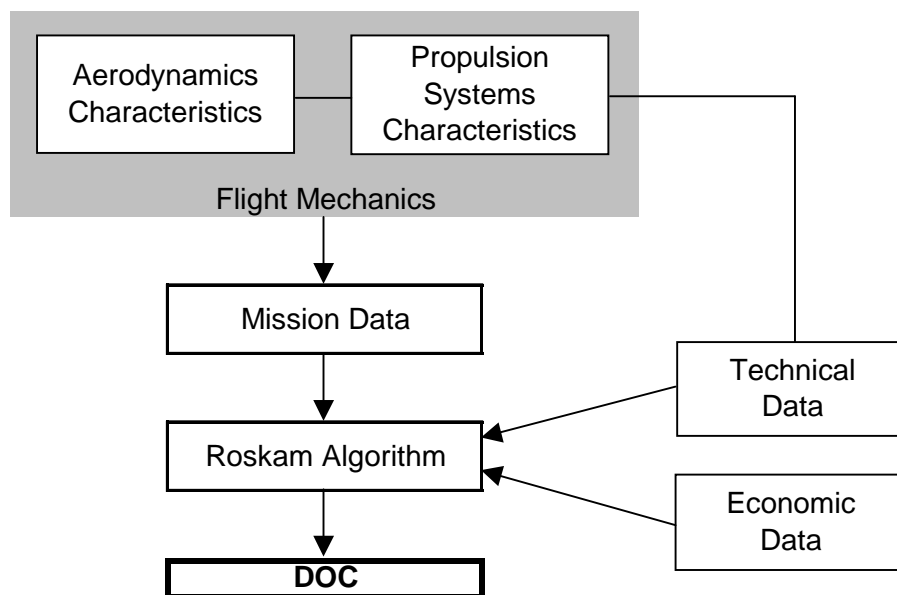 Aerodynamics
Characteristics
Propulsion
Systems
Characteristics
Flight Mechanics
Mission Data
Technical
Data
Roskam Algorithm
Economic
Data
DOC